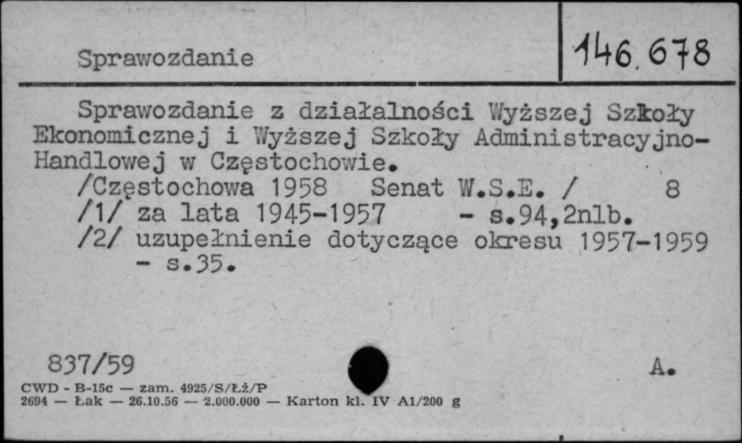 Sprawozdanie
146.678
Sprawozdanie z działalności Wyższej Szkoły
Ekonomicznej i Wyższej Szkoły Administracyjno-
Handlowej w Częstochowie.
/Częstochowa 1958 Senat W.S.E. / 8
/1/ za lata 1945-1957 - s.94,2nlb.
/2/ uzupełnienie dotyczące okresu 1957-1959
- s.35.
837/59
A.
CWD - B-15c — zam. 4925/S/Łż/P
2694 — Łak — 26.10.56 — 2.000.000 — Karton kl. IV A1/200 g